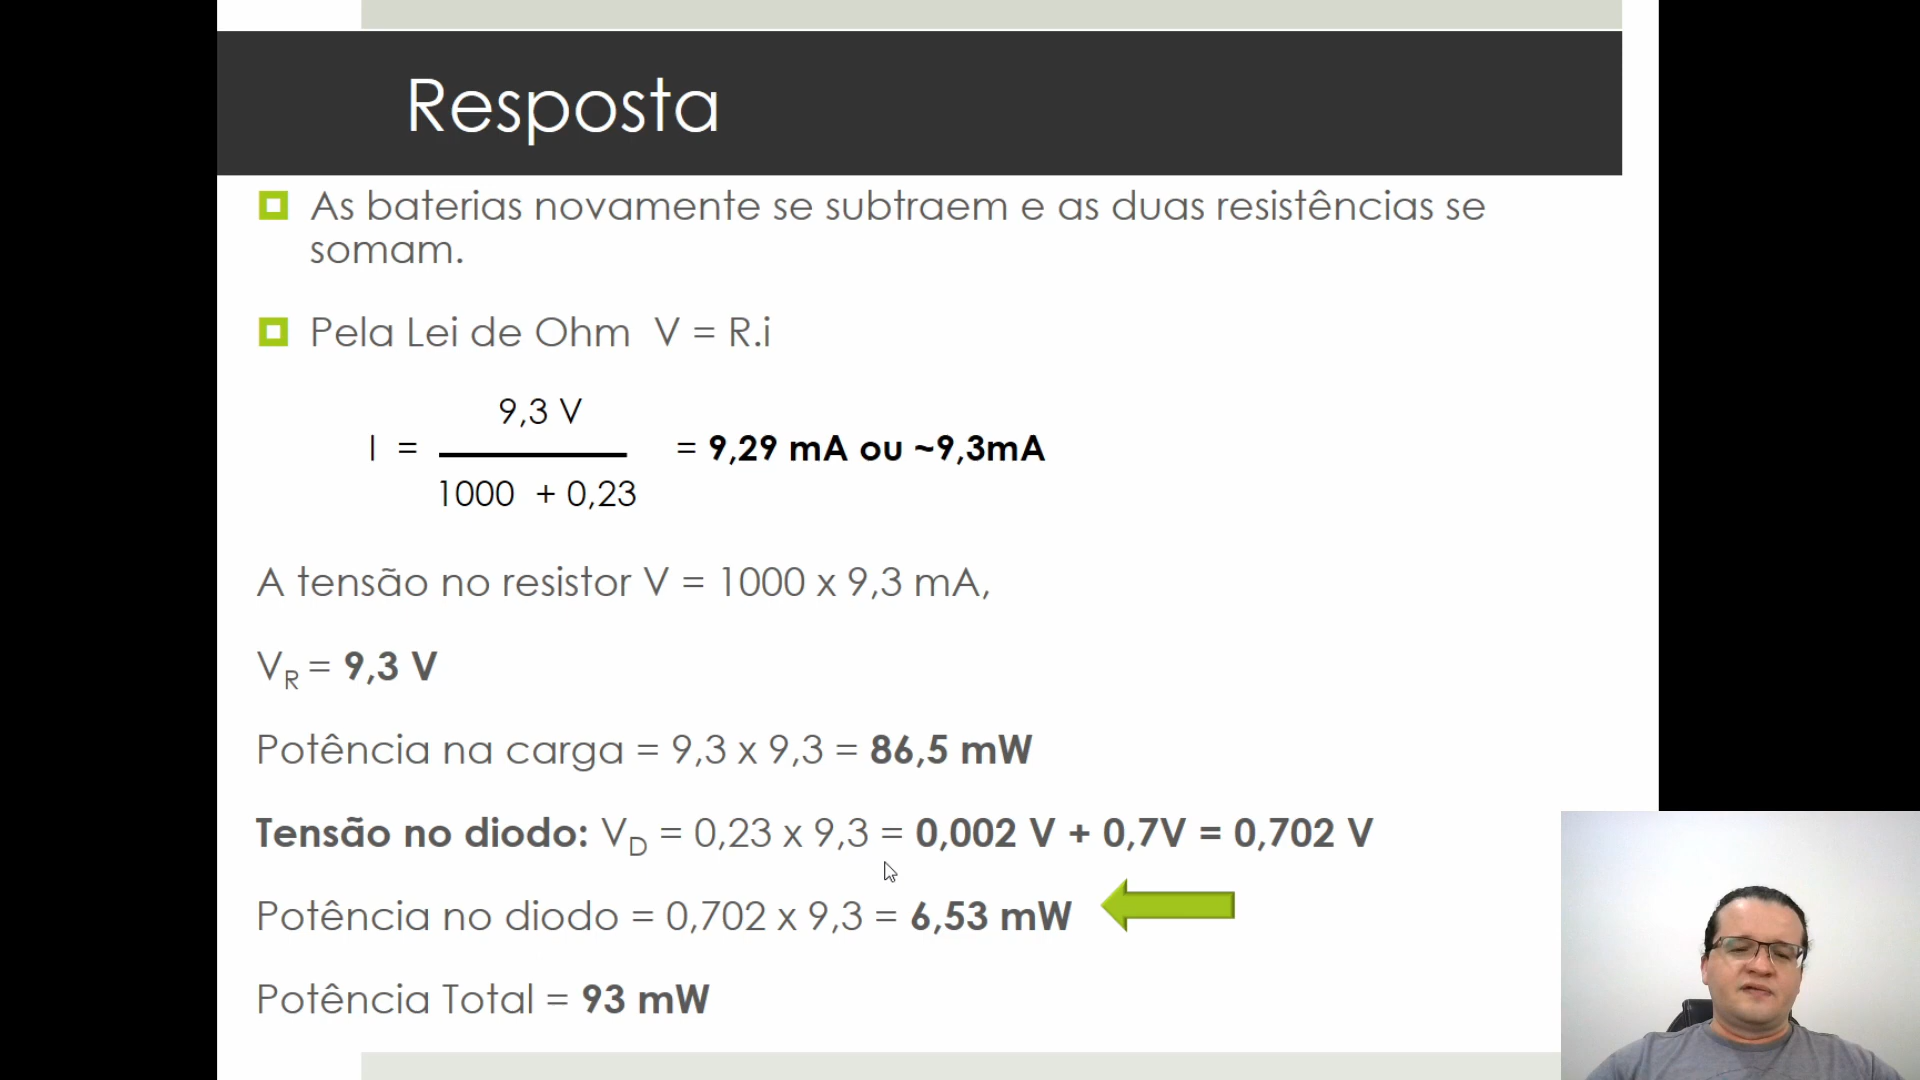 Resposta
As baterias novamente se subtraem e as duas resistências se
somam.
Pela Lei de Ohm V = R.i
9,3 V
I = = 9,29 mA ou ~9,3mA
1000 + 0,23
A tensão no resistor V = 1000 x 9,3 mA,
VR = 9,3 V
Potência na carga = 9,3 x 9,3 = 86,5 mW
Tensão no diodo: VD = 0,23 x 9,3 = 0,002 V + 0,7V = 0,702 V
Potência no diodo = 0,702 x 9,3 = 6,53 mW
Potência Total = 93 mW